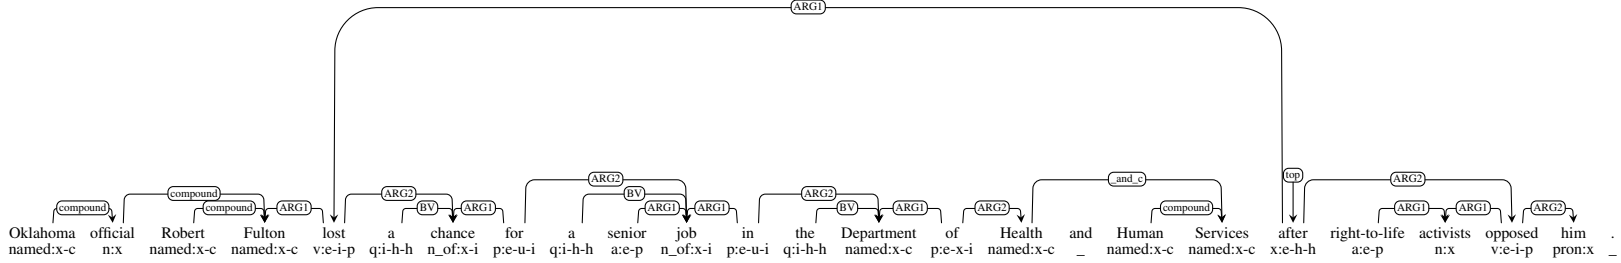 ARG1
top
compound ARG2 ARG2 BV ARG2 _and_c ARG2
compound compound ARG1 BV ARG1 ARG1 ARG1 BV ARG1 ARG2 compound ARG1 ARG1 ARG2
Oklahoma official Robert Fulton lost a chance for a senior job in the Department of Health and Human Services after right-to-life activists opposed him .
named:x-c n:x named:x-c named:x-c v:e-i-p q:i-h-h n_of:x-i p:e-u-i q:i-h-h a:e-p n_of:x-i p:e-u-i q:i-h-h named:x-c p:e-x-i named:x-c _ named:x-c named:x-c x:e-h-h a:e-p n:x v:e-i-p pron:x _